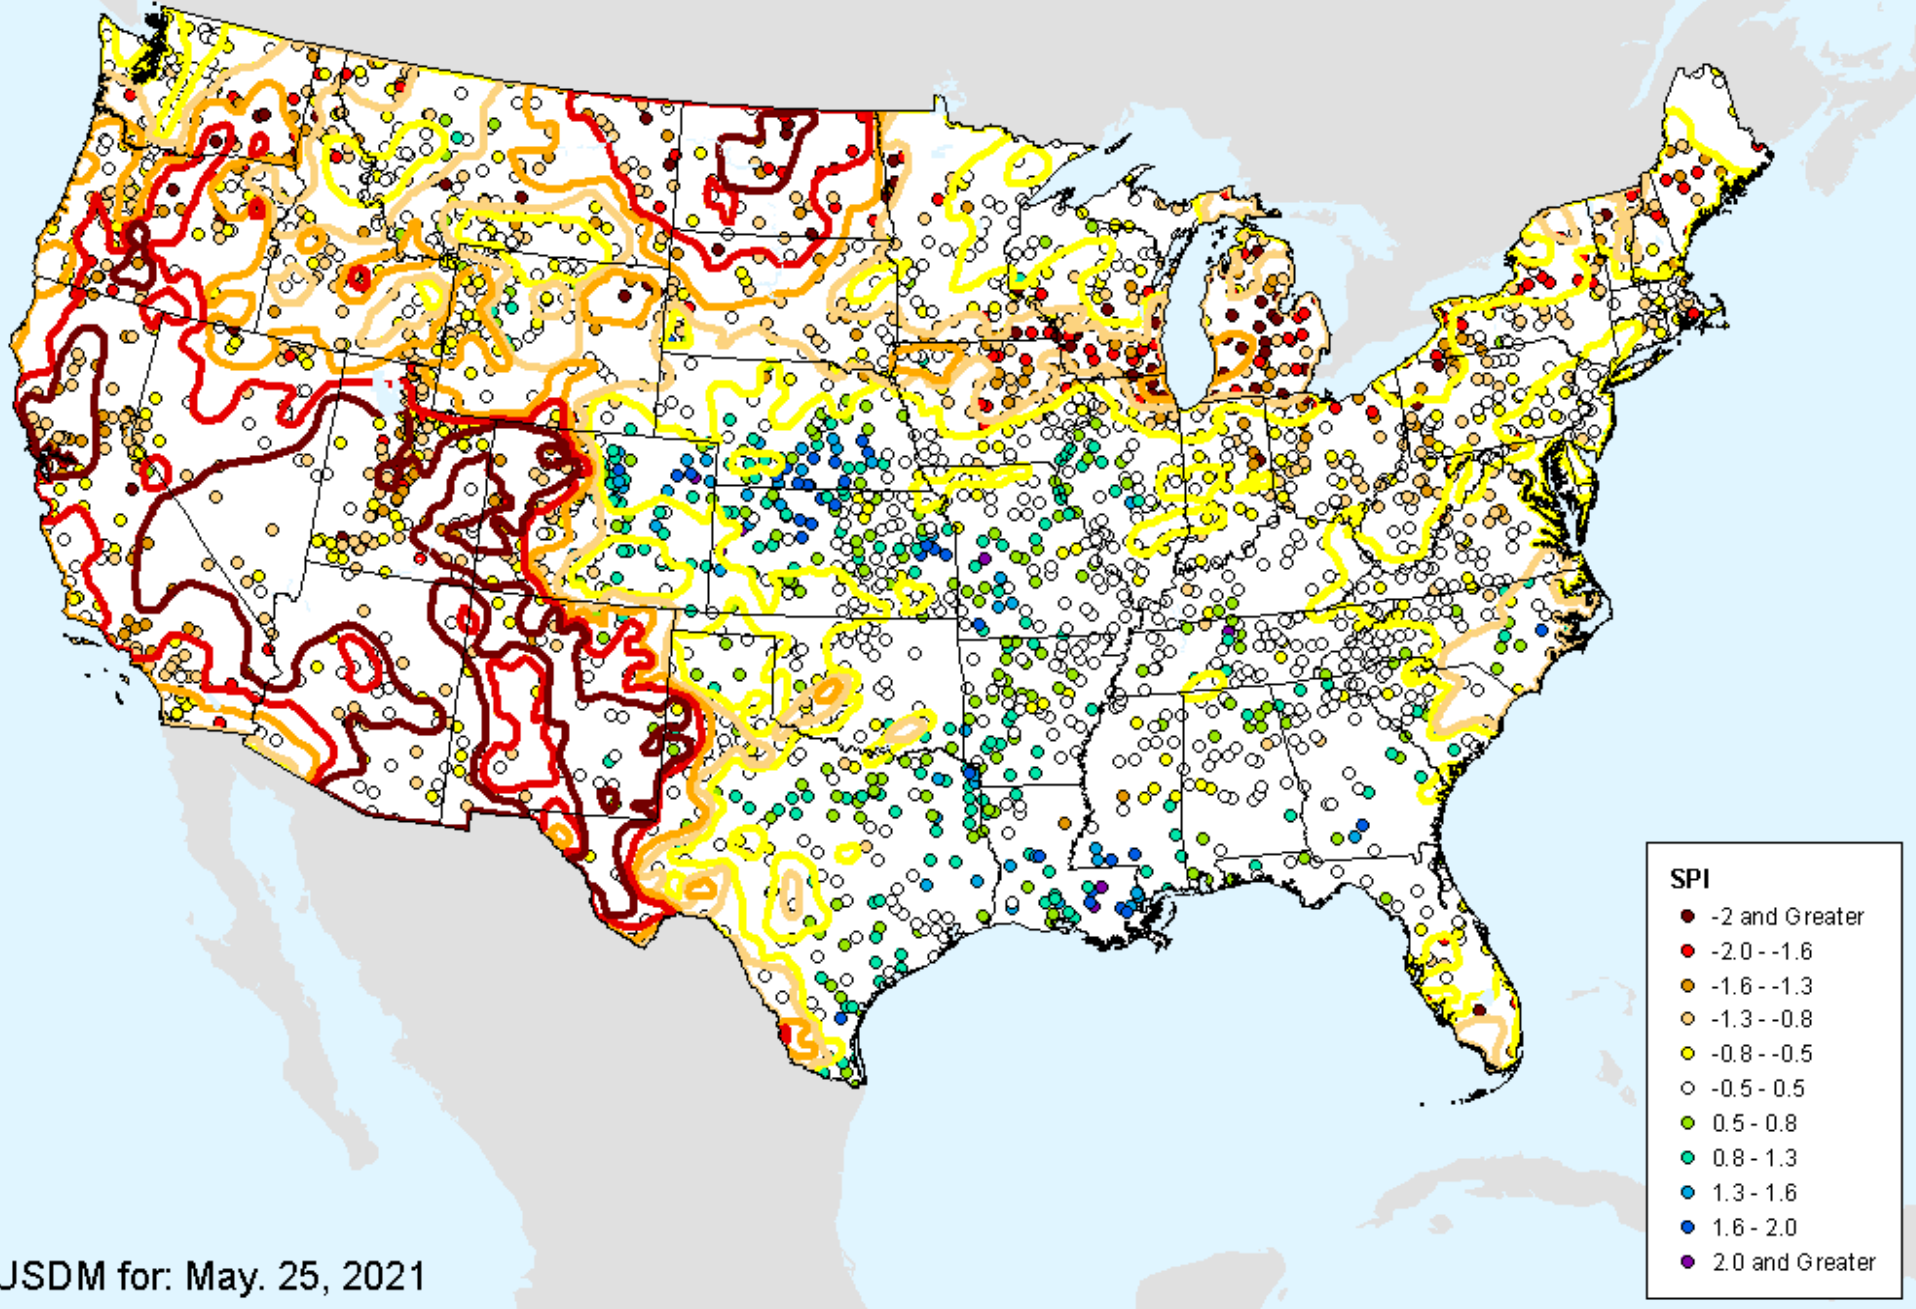 SPI
-2 and Greater
-2.0 - -1.6
-1.6 - -1.3
-1.3 - -0.8
-0.8 - -0.5
-0.5 - 0.5
0.5 - 0.8
0.8 - 1.3
1.3 - 1.6
1.6 - 2.0
2.0 and Greater
USDM for: May. 25, 2021